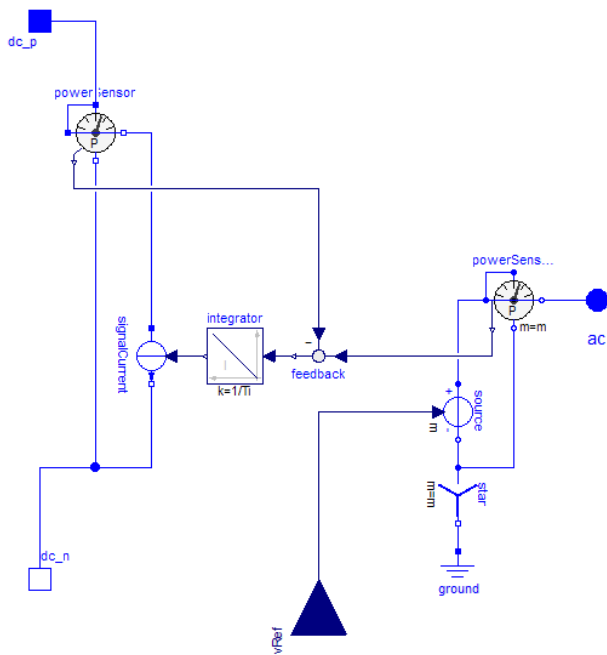 dc_p
powerSensor
P
powerSens...
P
m=m
ac
integrator
I
k=1/Ti
signalCurrent
−
feedback
+
source
m
-
star
m=m
dc_n
ground
vRef